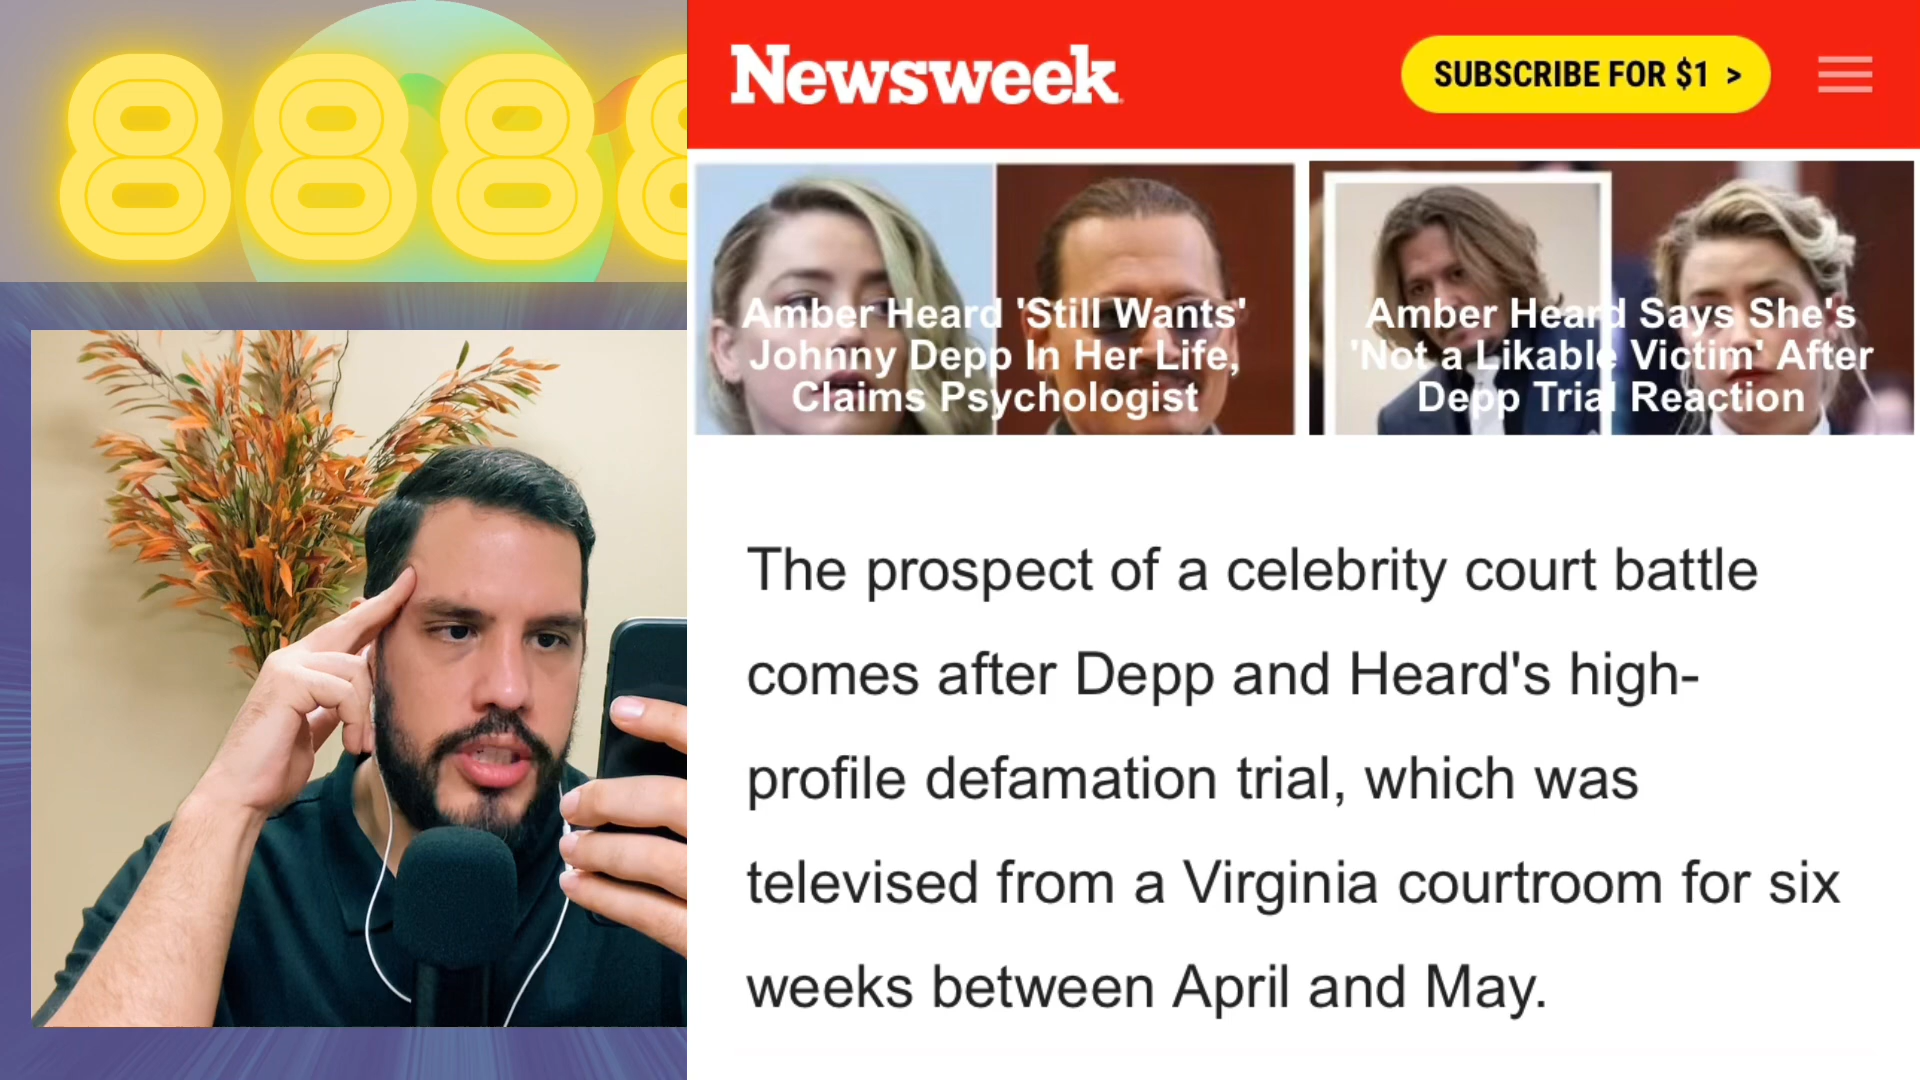 8888
Newsweek
SUBSCRIBE FOR $1 >
Amber Heard 'Still Wants'
Johnny Depp In Her Life,
Claims Psychologist
Amber Heard Says She's
'Not a Likable Victim' After
Depp Trial Reaction
The prospect of a celebrity court battle
comes after Depp and Heard's high-
profile defamation trial, which was
televised from a Virginia courtroom for six
weeks between April and May.